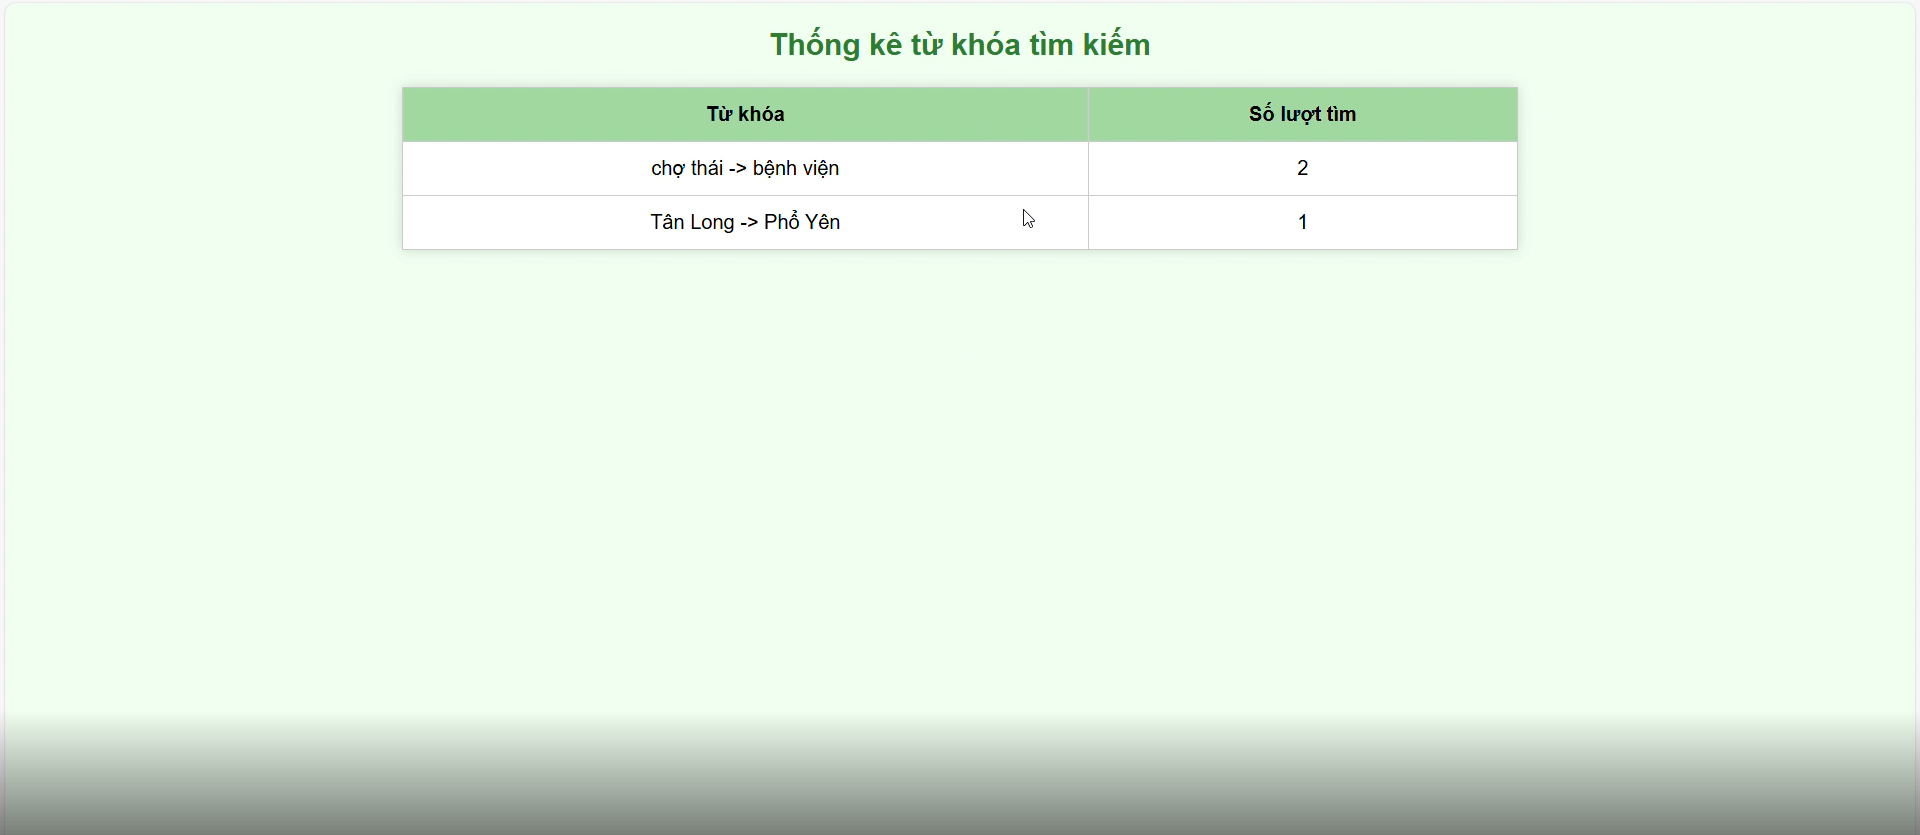 Thống kê từ khóa tìm kiếm
Từ khóa Số lượt tìm
chợ thái -> bệnh viện 2
Tân Long -> Phổ Yên 1